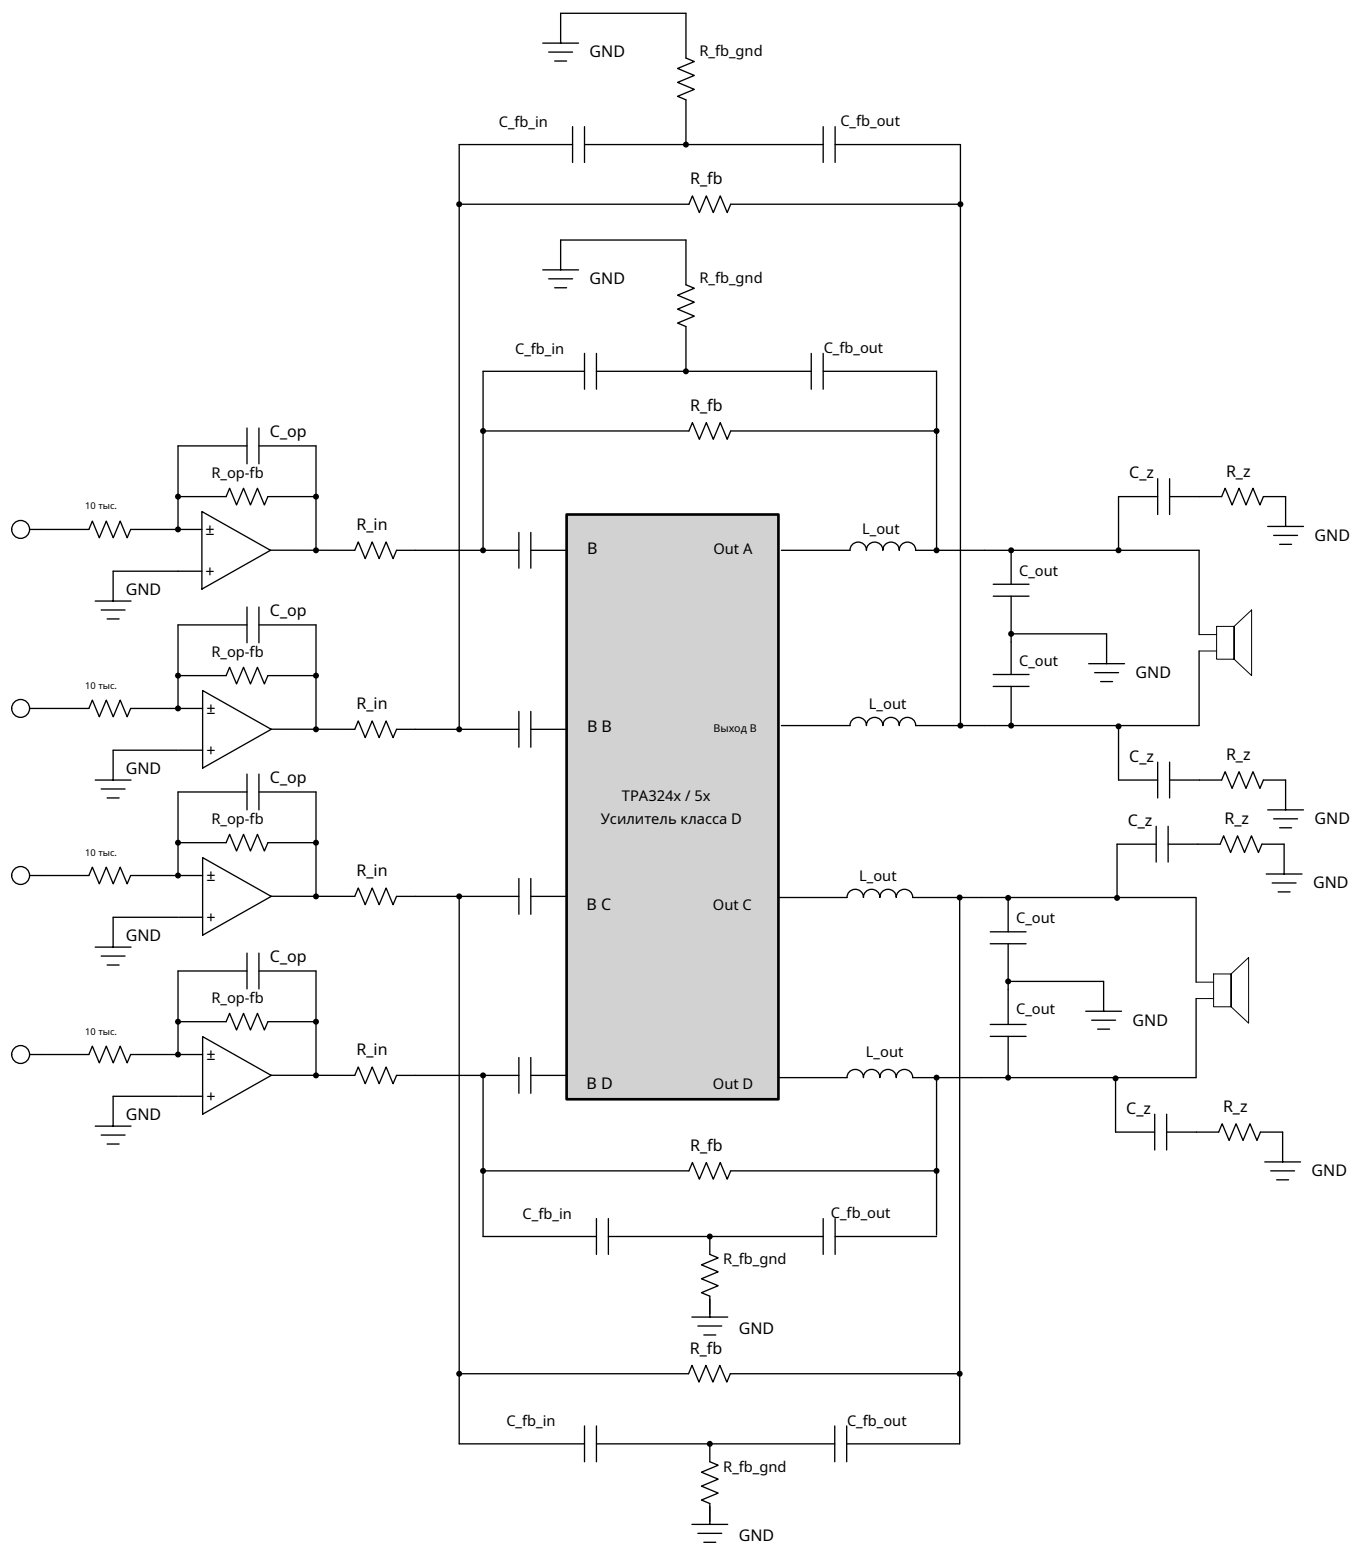 GND
R_fb_gnd
C_fb_in
C_fb_out
R_fb
GND
R_fb_gnd
C_fb_in
C_fb_out
R_fb
C_op
R_op-fb
10 тыс.
±
+
GND
R_in
B
Out A
L_out
C_z
R_z
GND
C_out
C_out
GND
C_op
R_op-fb
10 тыс.
±
+
GND
R_in
B B
Выход B
L_out
C_z
R_z
GND
TPA324x / 5x
Усилитель класса D
C_op
R_op-fb
10 тыс.
±
+
GND
R_in
B C
Out C
L_out
C_z
R_z
GND
C_out
C_out
GND
C_op
R_op-fb
10 тыс.
±
+
GND
R_in
B D
Out D
L_out
C_z
R_z
GND
R_fb
C_fb_in
C_fb_out
R_fb_gnd
GND
R_fb
C_fb_in
C_fb_out
R_fb_gnd
GND